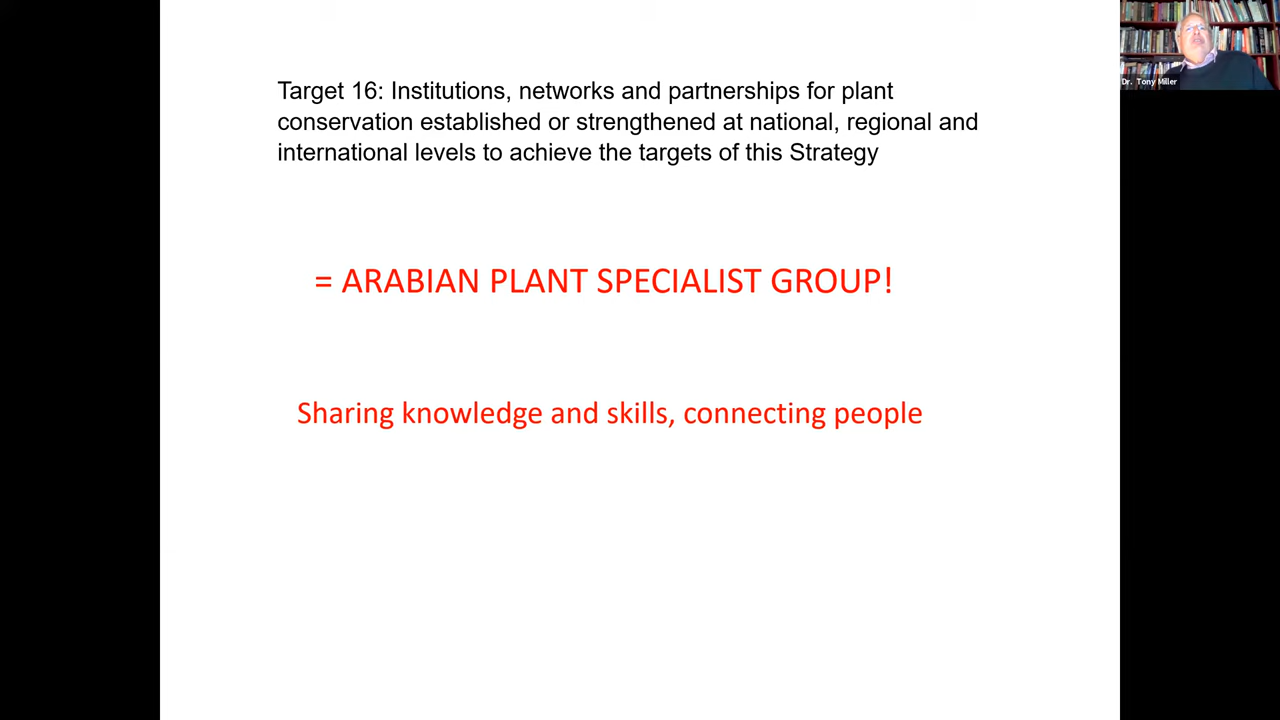 Target 16: Institutions, networks and partnerships for plant
conservation established or strengthened at national, regional and
international levels to achieve the targets of this Strategy
= ARABIAN PLANT SPECIALIST GROUP!
Sharing knowledge and skills, connecting people
Dr. Tony Miller